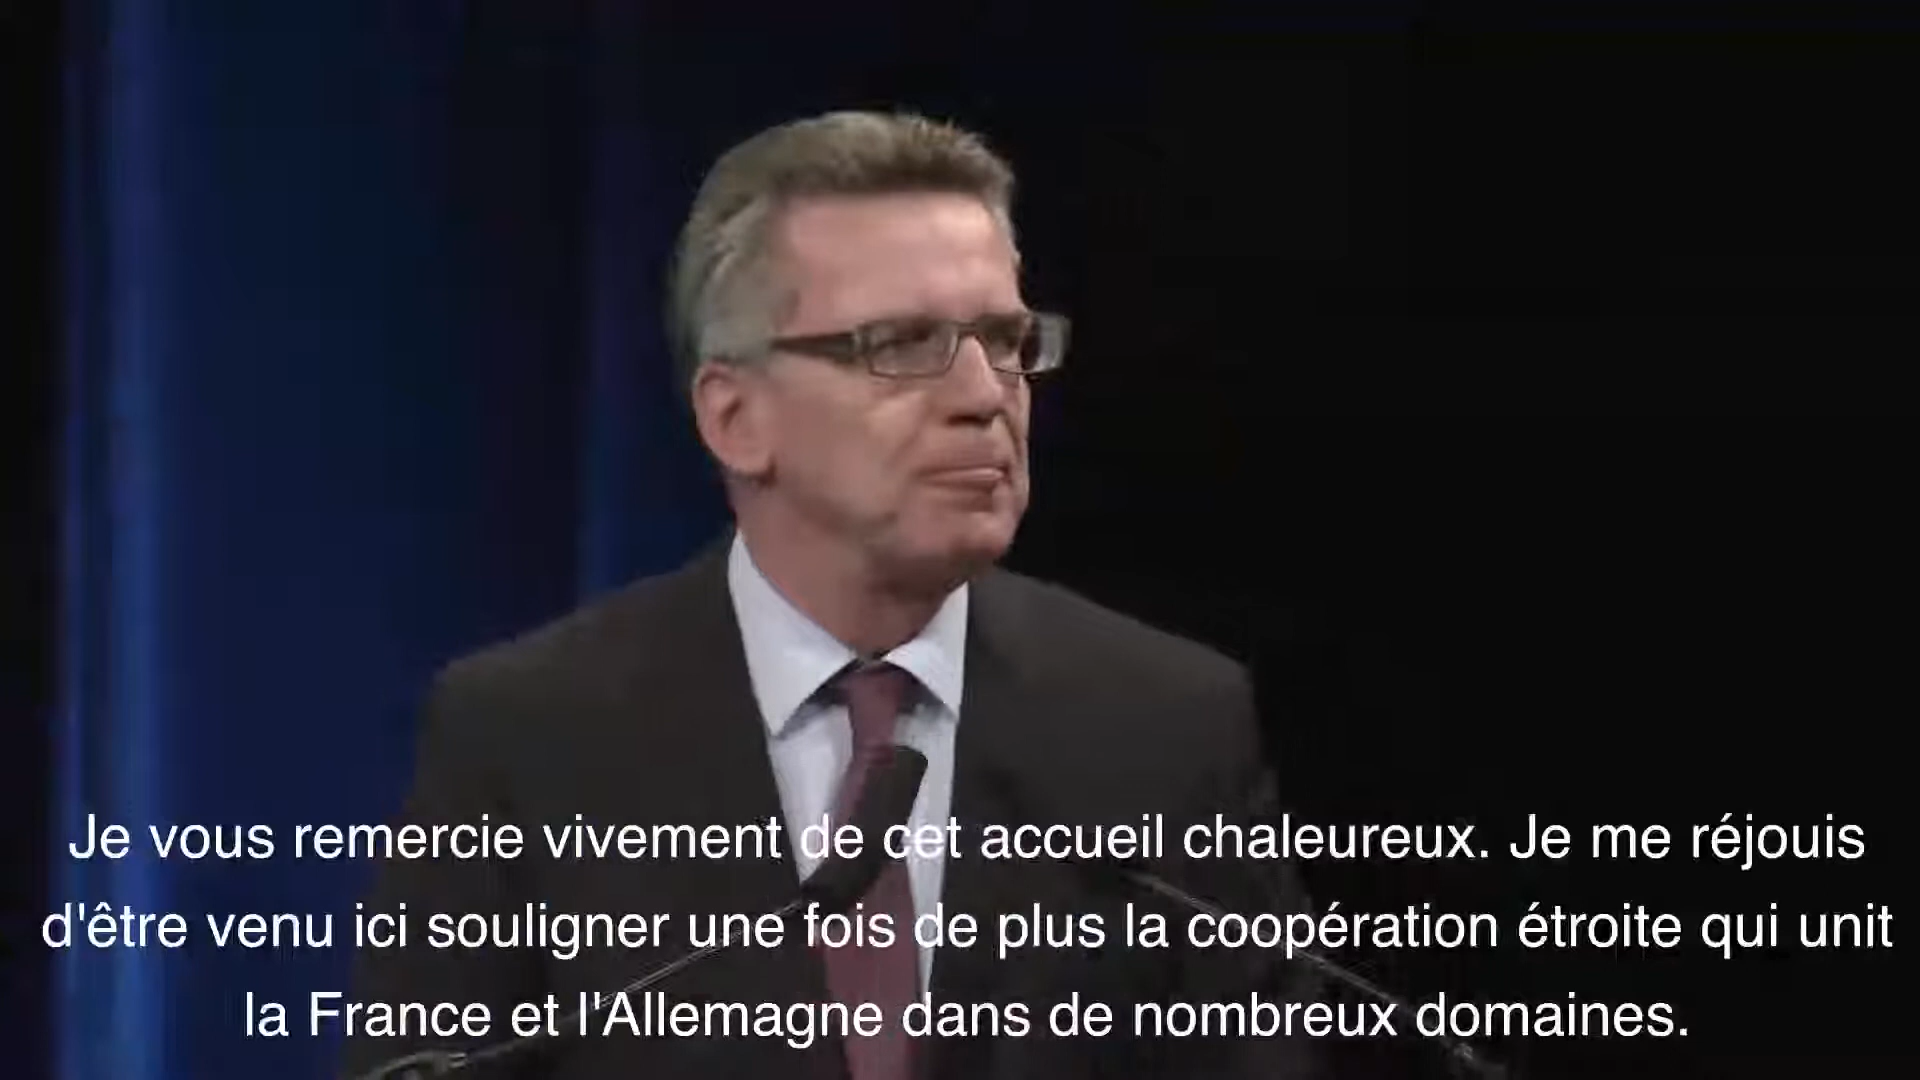 Je vous remercie vivement de cet accueil chaleureux. Je me réjouis
d'être venu ici souligner une fois de plus la coopération étroite qui unit
la France et l'Allemagne dans de nombreux domaines.